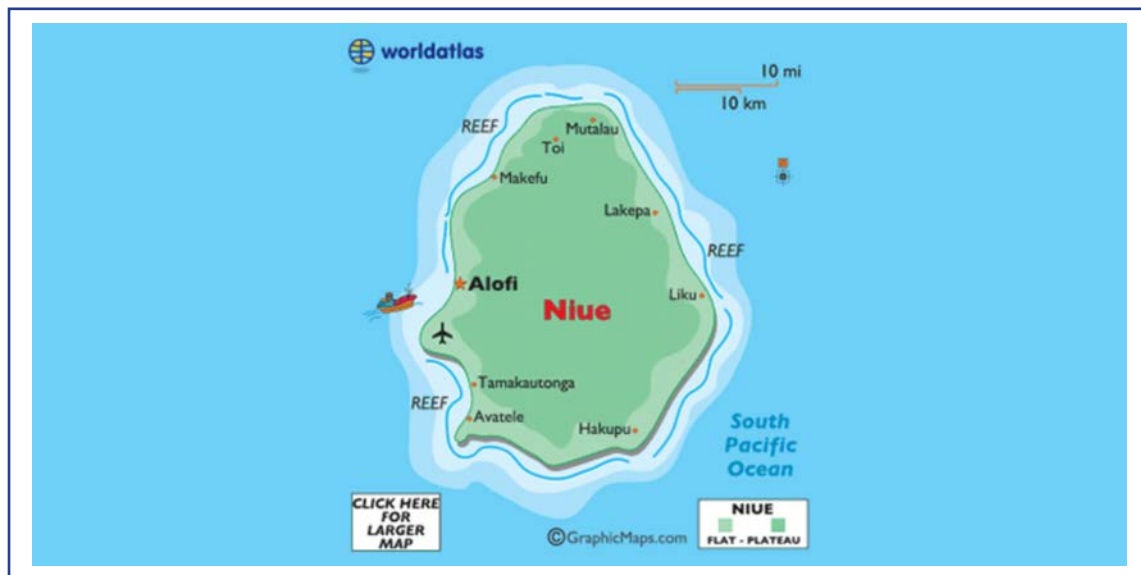 worldatlas
10 mi
10 km
REEF
Mutalau
Toi
Makefu
Lakepa
REEF
Alofi
Liku
Niue
Tamakautonga
REEF
Avatele
Hakupu
South
Pacific
Ocean
CLICK HERE
FOR
LARGER
MAP
©GraphicMaps.com
NIUE
FLAT - PLATEAU